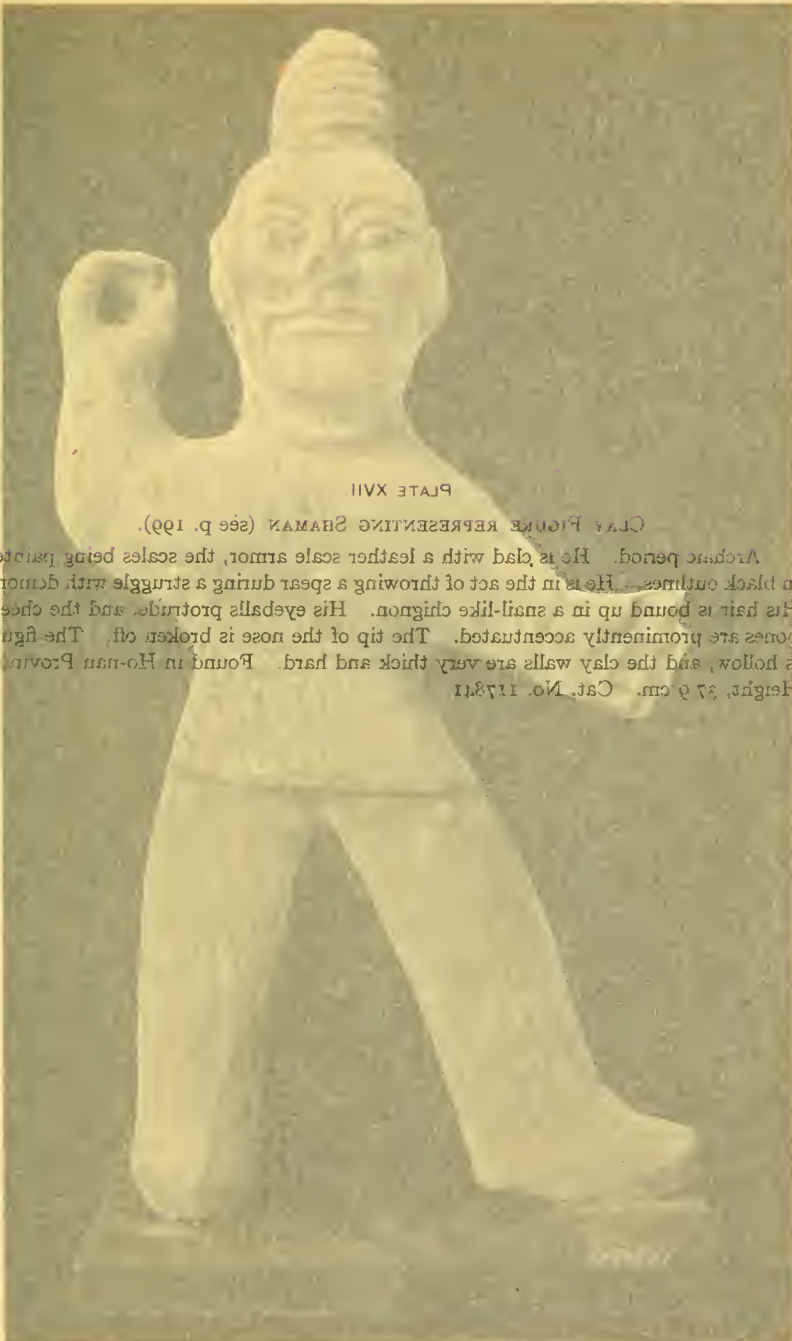 PLATE XVII
CLAY FIGURE REPRESENTING SHAMAN (see p. 199).
Archaic period. He is clad with a leather scale armor, the scales being painte
n black outlines. He is in the act of throwing a spear during a struggle with demon
His hair is bound up in a snail-like chignon. His eyeballs protrude, and the chee
bones are prominently accentuated. The tip of the nose is broken off. The figu
s hollow, and the clay walls are very thick and hard. Found in Ho-nan Provin
Height, 37.9 cm. Cat. No. 117841